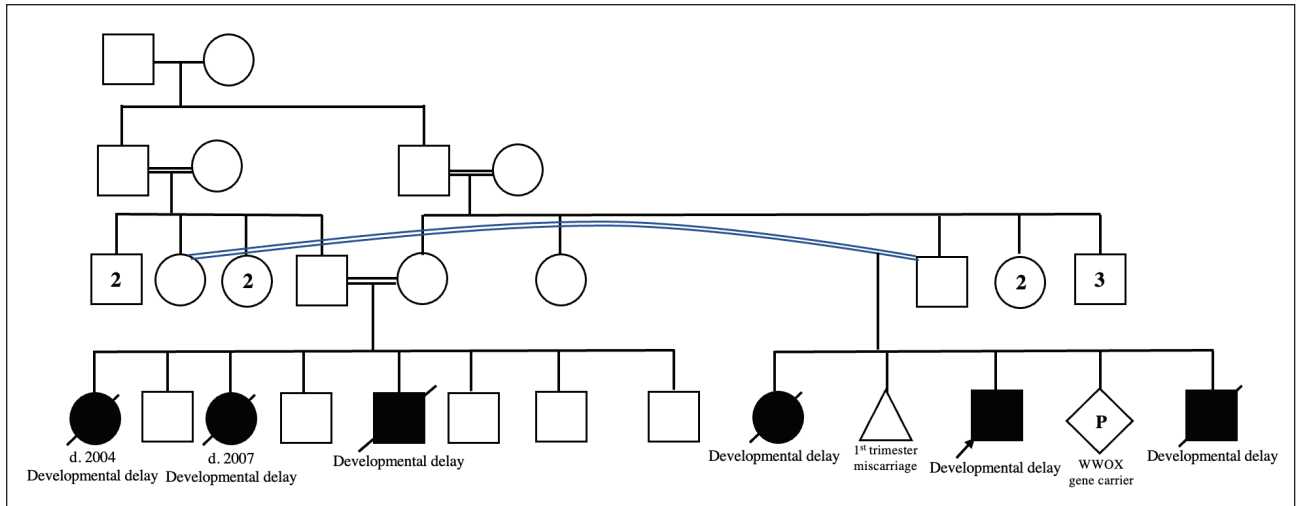 2
2
2
3
P
d. 2004
Developmental delay
d. 2007
Developmental delay
Developmental delay
Developmental delay
1st trimester
miscarriage
Developmental delay
WWOX
gene carrier
Developmental delay